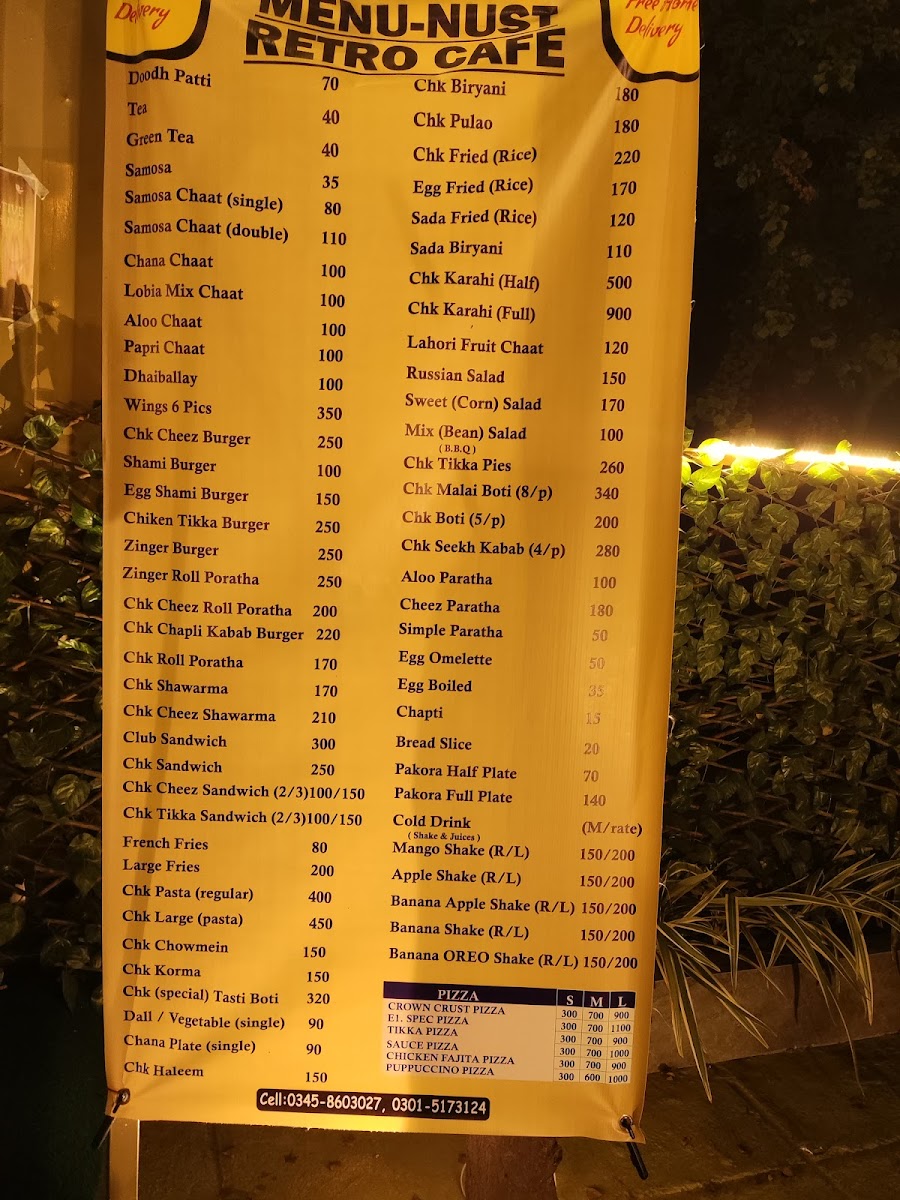 Delivery
MENU-NUST
RETRO CAFE
Free Home
Delivery
Doodh Patti 70
Tea 40
Green Tea 40
Samosa 35
Samosa Chaat (single) 80
Samosa Chaat (double) 110
Chana Chaat 100
Lobia Mix Chaat 100
Aloo Chaat 100
Papri Chaat 100
Dhaiballay 100
Wings 6 Pics 350
Chk Cheez Burger 250
Shami Burger 100
Egg Shami Burger 150
Chiken Tikka Burger 250
Zinger Burger 250
Zinger Roll Poratha 250
Chk Cheez Roll Poratha 200
Chk Chapli Kabab Burger 220
Chk Roll Poratha 170
Chk Shawarma 170
Chk Cheez Shawarma 210
Club Sandwich 300
Chk Sandwich 250
Chk Cheez Sandwich (2/3)100/150
Chk Tikka Sandwich (2/3)100/150
French Fries 80
Large Fries 200
Chk Pasta (regular) 400
Chk Large (pasta) 450
Chk Chowmein 150
Chk Korma 150
Chk (special) Tasti Boti 320
Dall / Vegetable (single) 90
Chana Plate (single) 90
Chk Haleem 150
Chk Biryani 180
Chk Pulao 180
Chk Fried (Rice) 220
Egg Fried (Rice) 170
Sada Fried (Rice) 120
Sada Biryani 110
Chk Karahi (Half) 500
Chk Karahi (Full) 900
Lahori Fruit Chaat 120
Russian Salad 150
Sweet (Corn) Salad 170
Mix (Bean) Salad 100
( B.B.Q )
Chk Tikka Pies 260
Chk Malai Boti (8/p) 340
Chk Boti (5/p) 200
Chk Seekh Kabab (4/p) 280
Aloo Paratha 100
Cheez Paratha 180
Simple Paratha 50
Egg Omelette 50
Egg Boiled 35
Chapti 15
Bread Slice 20
Pakora Half Plate 70
Pakora Full Plate 140
Cold Drink (M/rate)
( Shake & Juices )
Mango Shake (R/L) 150/200
Apple Shake (R/L) 150/200
Banana Apple Shake (R/L) 150/200
Banana Shake (R/L) 150/200
Banana OREO Shake (R/L) 150/200
PIZZA S M L
CROWN CRUST PIZZA 300 700 900
E1. SPEC PIZZA 300 700 1100
TIKKA PIZZA 300 700 900
SAUCE PIZZA 300 700 1000
CHICKEN FAJITA PIZZA 300 700 900
PUPPUCCINO PIZZA 300 600 1000
Cell:0345-8603027, 0301-5173124